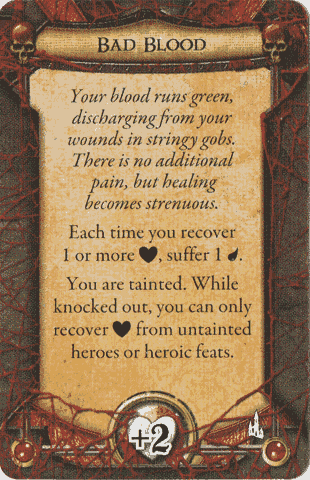 BAD BLOOD
Your blood runs green,
discharging from your
wounds in stringy gobs.
There is no additional
pain, but healing
becomes strenuous.
Each time you recover
1 or more ♥, suffer 1 .
You are tainted. While
knocked out, you can only
recover ♥ from untainted
heroes or heroic feats.
+2